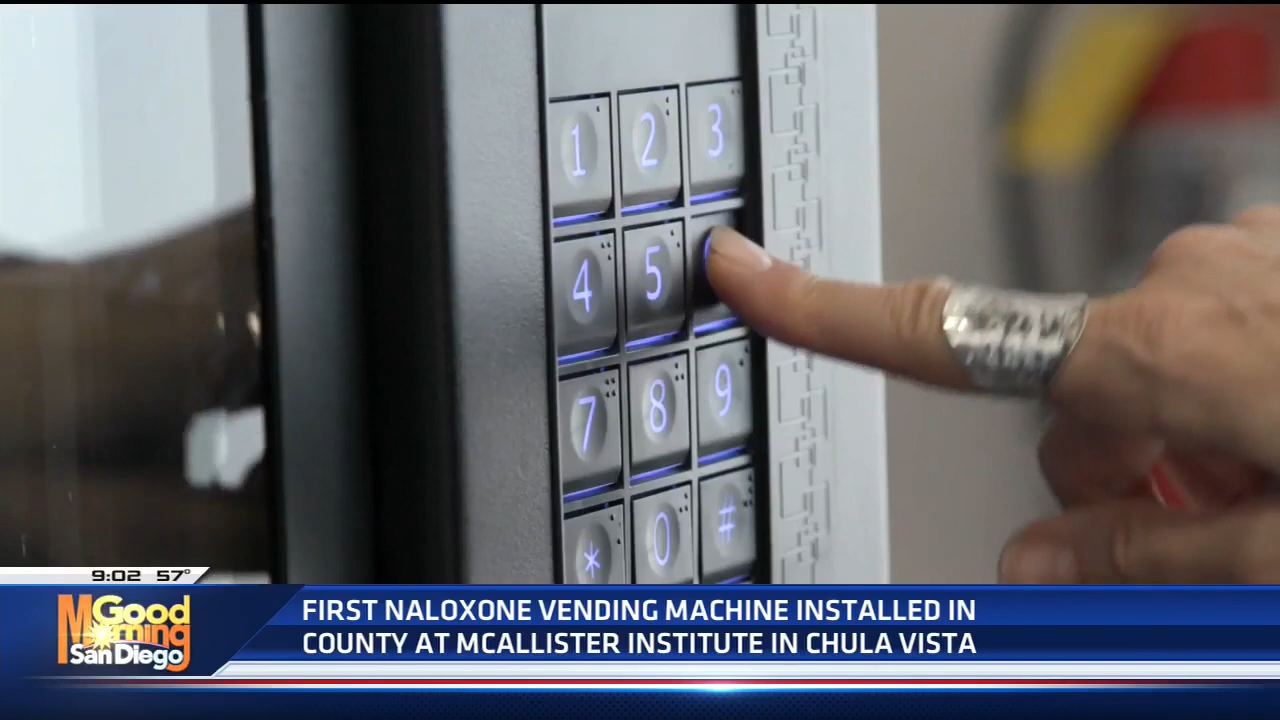 1 2 3
4 5
7 8 9
* 0 #
9:02 57°
Good
Morning
San Diego
FIRST NALOXONE VENDING MACHINE INSTALLED IN
COUNTY AT MCALLISTER INSTITUTE IN CHULA VISTA